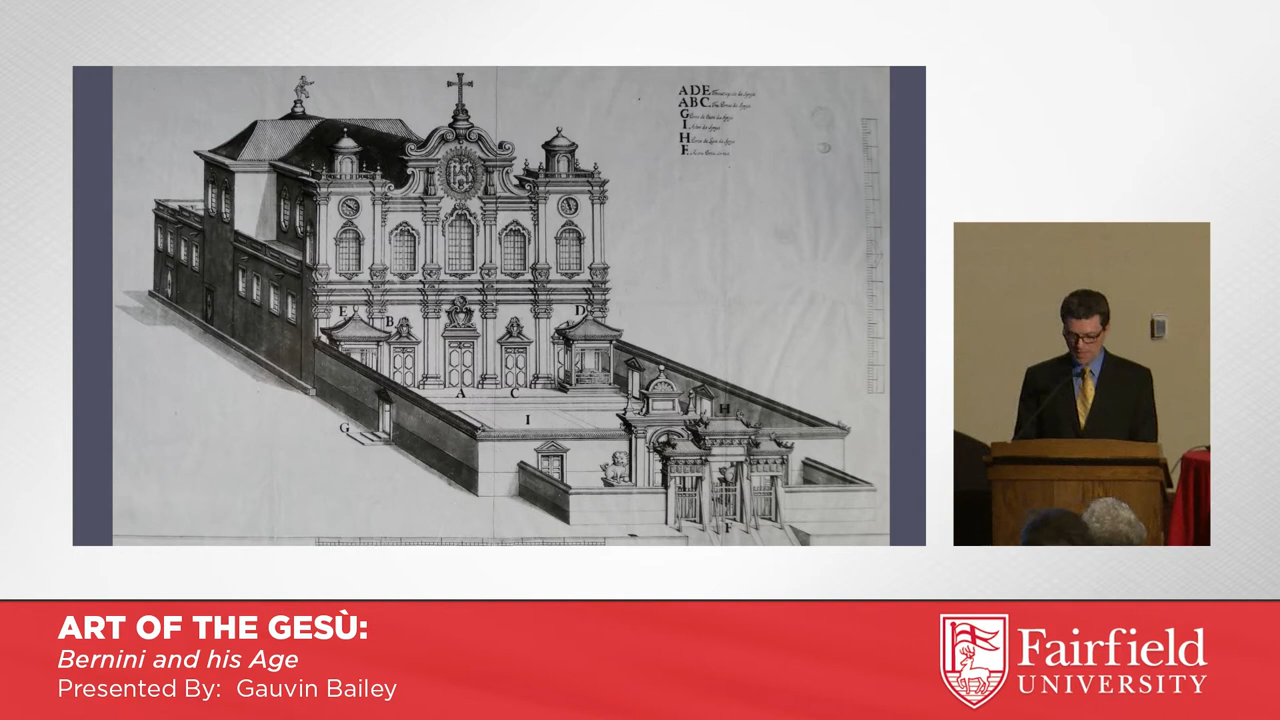 ADE
ABC
G
I
H
F
E
B
D
A
C
I
G
H
F
ART OF THE GESÙ:
Bernini and his Age
Presented By: Gauvin Bailey
Fairfield
UNIVERSITY